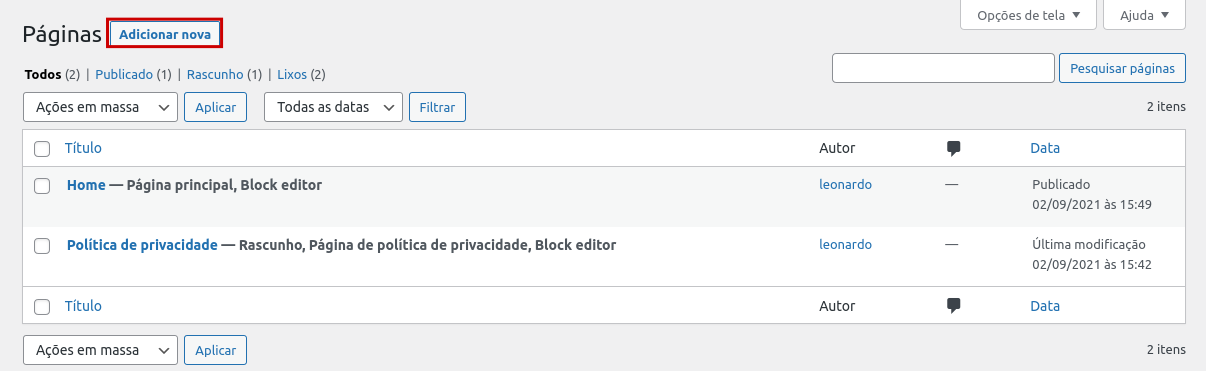 Opções de tela Ajuda
Páginas Adicionar nova
Todos (2) | Publicado (1) | Rascunho (1) | Lixos (2)
Pesquisar páginas
Ações em massa Aplicar Todas as datas Filtrar 2 itens
Título Autor Data
Home — Página principal, Block editor leonardo — Publicado
02/09/2021 às 15:49
Política de privacidade — Rascunho, Página de política de privacidade, Block editor leonardo — Última modificação
02/09/2021 às 15:42
Título Autor Data
Ações em massa Aplicar 2 itens